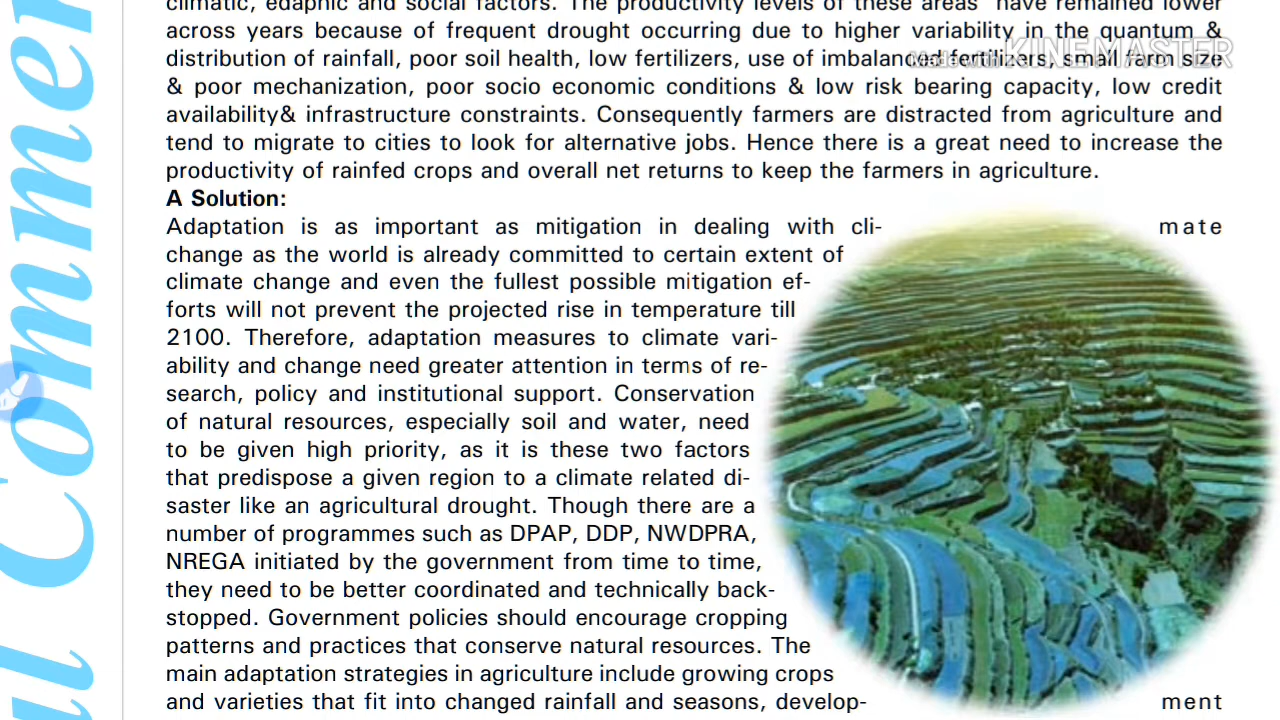 climatic, edaphic and social factors. The productivity levels of these areas have remained lower
across years because of frequent drought occurring due to higher variability in the quantum &
distribution of rainfall, poor soil health, low fertilizers, use of imbalanced fertilizers, small farm size
& poor mechanization, poor socio economic conditions & low risk bearing capacity, low credit
availability& infrastructure constraints. Consequently farmers are distracted from agriculture and
tend to migrate to cities to look for alternative jobs. Hence there is a great need to increase the
productivity of rainfed crops and overall net returns to keep the farmers in agriculture.
A Solution:
Adaptation is as important as mitigation in dealing with cli- mate
change as the world is already committed to certain extent of
climate change and even the fullest possible mitigation ef-
forts will not prevent the projected rise in temperature till
2100. Therefore, adaptation measures to climate vari-
ability and change need greater attention in terms of re-
search, policy and institutional support. Conservation
of natural resources, especially soil and water, need
to be given high priority, as it is these two factors
that predispose a given region to a climate related di-
saster like an agricultural drought. Though there are a
number of programmes such as DPAP, DDP, NWDPRA,
NREGA initiated by the government from time to time,
they need to be better coordinated and technically back-
stopped. Government policies should encourage cropping
patterns and practices that conserve natural resources. The
main adaptation strategies in agriculture include growing crops
and varieties that fit into changed rainfall and seasons, develop- ment
Made with KINEMASTER